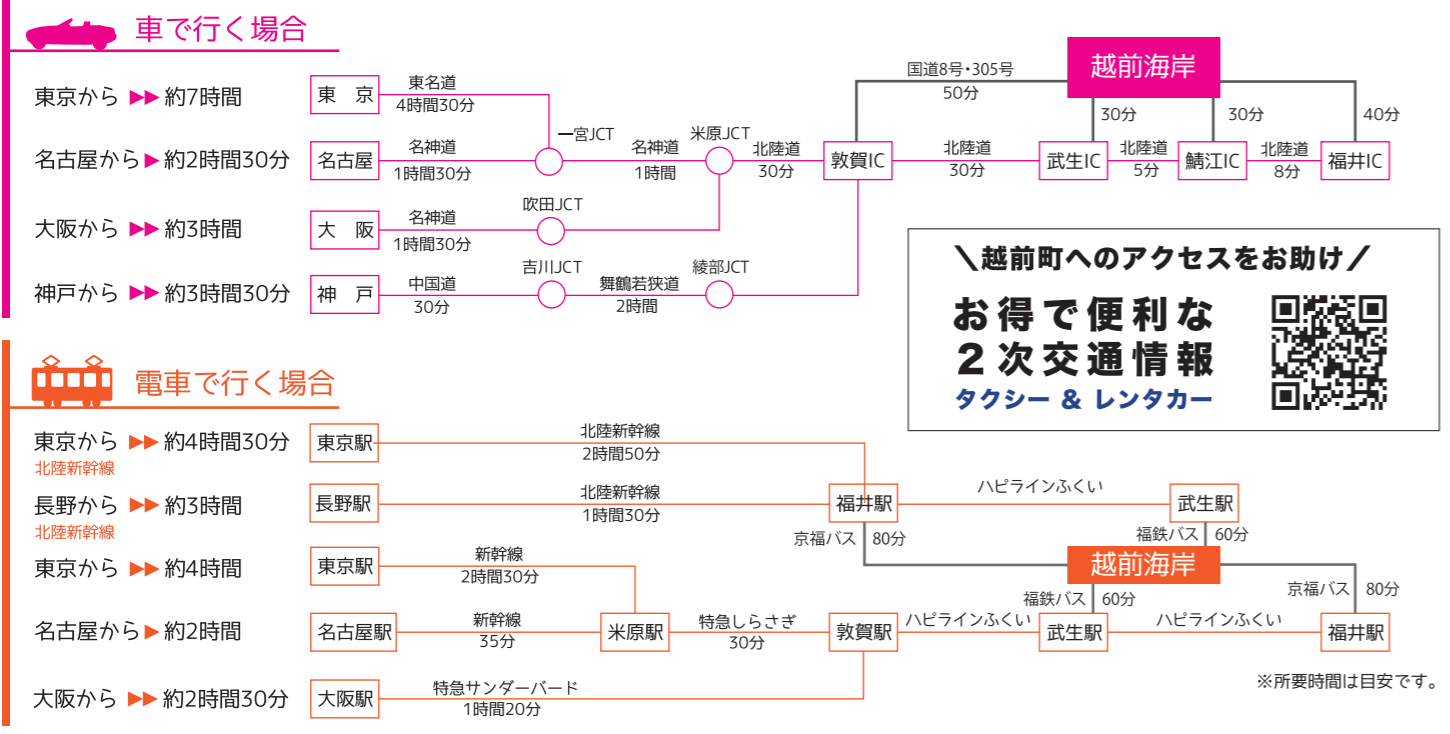 車で行く場合
東京から ▶▶ 約7時間
名古屋から ▶ 約2時間30分
大阪から ▶▶ 約3時間
神戸から ▶▶ 約3時間30分
東　京
東名道
4時間30分
名古屋
名神道
1時間30分
一宮JCT
名神道
1時間
米原JCT
北陸道
30分
大　阪
名神道
1時間30分
吹田JCT
神　戸
中国道
30分
吉川JCT
舞鶴若狭道
2時間
綾部JCT
敦賀IC
国道8号・305号
50分
越前海岸
30分
30分
40分
北陸道
30分
武生IC
北陸道
5分
鯖江IC
北陸道
8分
福井IC
＼越前町へのアクセスをお助け／
お得で便利な
2次交通情報
タクシー & レンタカー
電車で行く場合
東京から ▶▶ 約4時間30分
北陸新幹線
長野から ▶▶ 約3時間
北陸新幹線
東京から ▶▶ 約4時間
名古屋から ▶ 約2時間
大阪から ▶▶ 約2時間30分
東京駅
北陸新幹線
2時間50分
長野駅
北陸新幹線
1時間30分
福井駅
ハピラインふくい
武生駅
京福バス 80分
福鉄バス 60分
越前海岸
東京駅
新幹線
2時間30分
名古屋駅
新幹線
35分
米原駅
特急しらさぎ
30分
敦賀駅
ハピラインふくい
福鉄バス 60分
武生駅
ハピラインふくい
京福バス 80分
福井駅
大阪駅
特急サンダーバード
1時間20分
※所要時間は目安です。